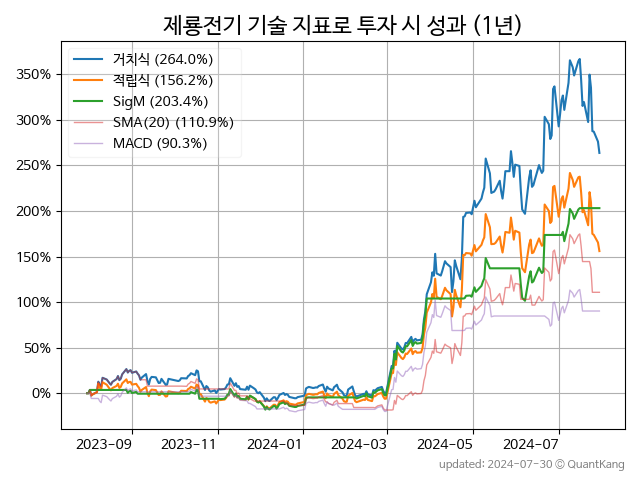 제룡전기 기술 지표로 투자 시 성과 (1년)
거치식 (264.0%)
적립식 (156.2%)
SigM (203.4%)
SMA(20) (110.9%)
MACD (90.3%)
350%
300%
250%
200%
150%
100%
50%
0%
2023-09 2023-11 2024-01 2024-03 2024-05 2024-07
updated: 2024-07-30 © QuantKang